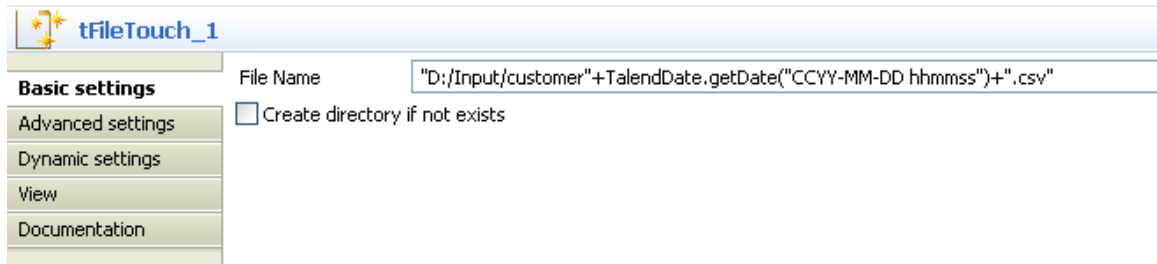 tFileTouch_1
Basic settings
Advanced settings
Dynamic settings
View
Documentation
File Name "D:/Input/customer"+TalendDate.getDate("CCYY-MM-DD hhmmss")+".csv"
Create directory if not exists